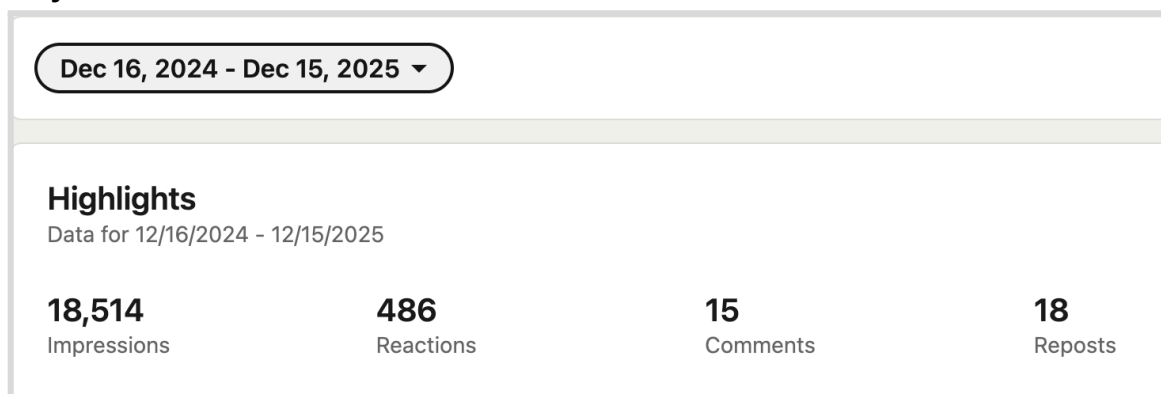 Dec 16, 2024 - Dec 15, 2025
Highlights
Data for 12/16/2024 - 12/15/2025
18,514 486 15 18
Impressions Reactions Comments Reposts